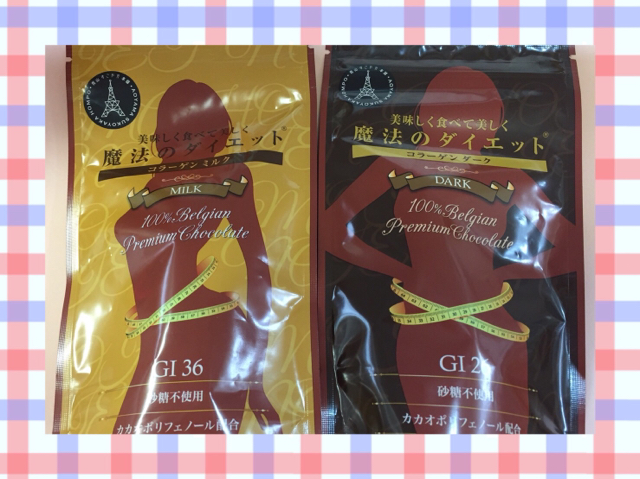 AOYAMA SUKOYAKA HOMPO
美味しく食べて美しく
魔法のダイエット®
コラーゲン ミルク
MILK
100% Belgian
Premium Chocolate
GI 36
砂糖不使用
カカオポリフェノール配合
美味しく食べて美しく
魔法のダイエット®
コラーゲン ダーク
DARK
100% Belgian
Premium Chocolate
GI 26
砂糖不使用
カカオポリフェノール配合